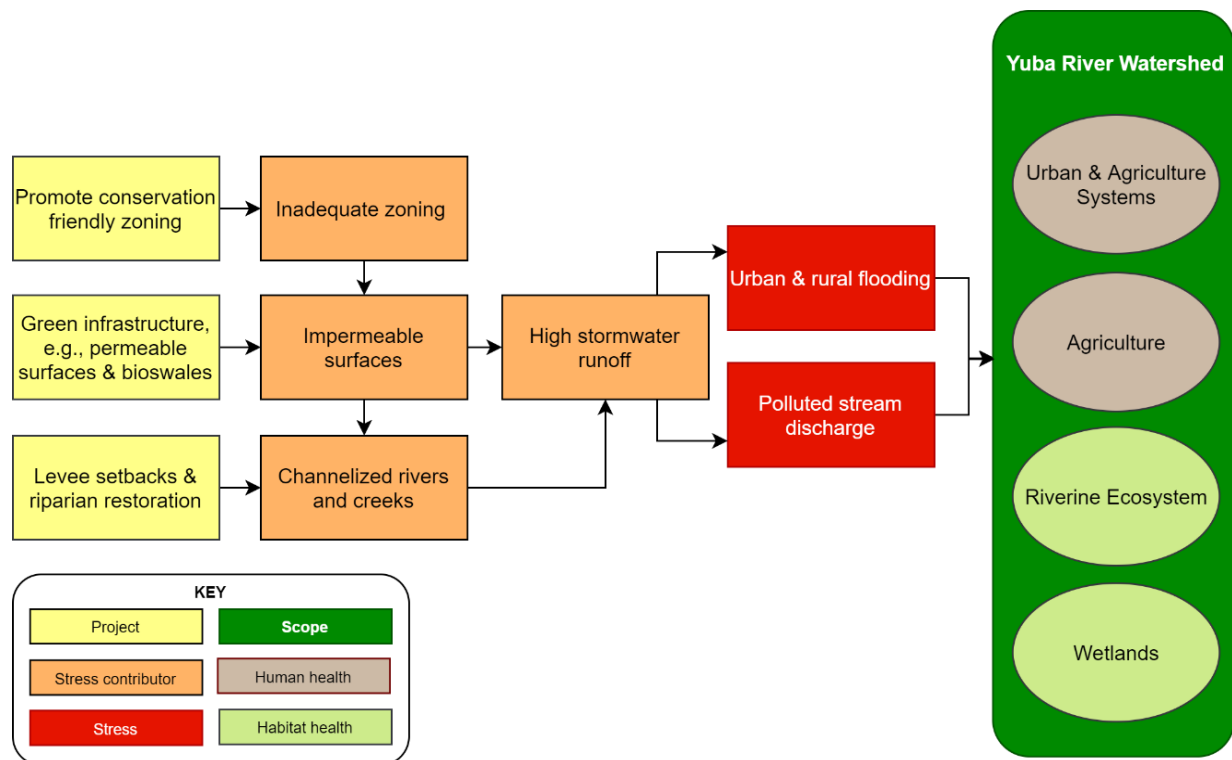 Yuba River Watershed
Promote conservation
friendly zoning
Inadequate zoning
Urban & Agriculture
Systems
Green infrastructure,
e.g., permeable
surfaces & bioswales
Impermeable
surfaces
High stormwater
runoff
Urban & rural flooding
Agriculture
Levee setbacks &
riparian restoration
Channelized rivers
and creeks
Polluted stream
discharge
Riverine Ecosystem
Wetlands
KEY
Project
Scope
Stress contributor
Human health
Stress
Habitat health